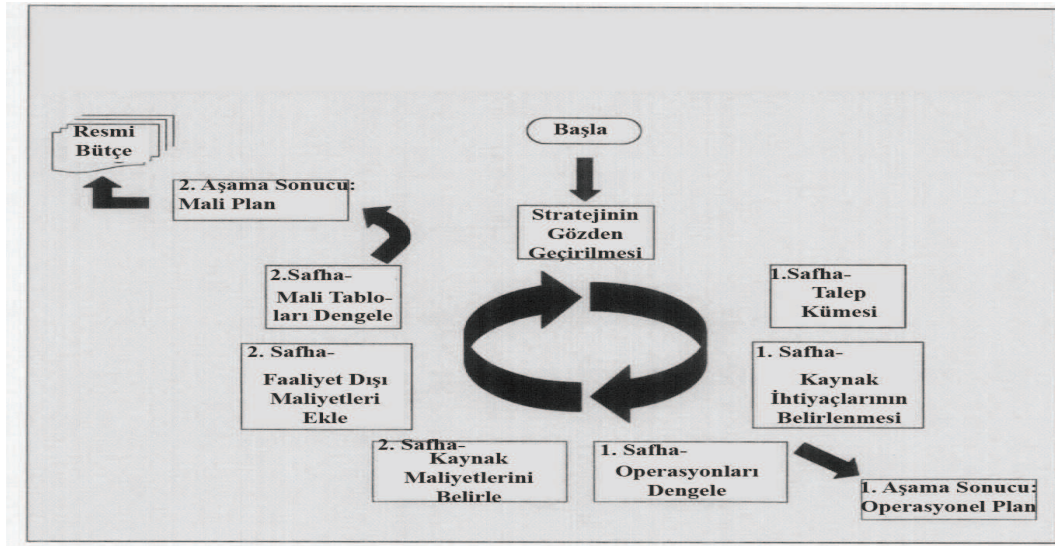 Resmi
Bütçe
Başla
2. Aşama Sonucu:
Mali Plan
Stratejinin
Gözden
Geçirilmesi
1.Safha-
Talep
Kümesi
1. Safha-
Kaynak
İhtiyaçlarının
Belirlenmesi
1. Safha-
Operasyonları
Dengele
1. Aşama Sonucu:
Operasyonel Plan
2. Safha-
Kaynak
Maliyetlerini
Belirle
2. Safha-
Faaliyet Dışı
Maliyetleri
Ekle
2.Safha-
Mali Tablo-
ları Dengele